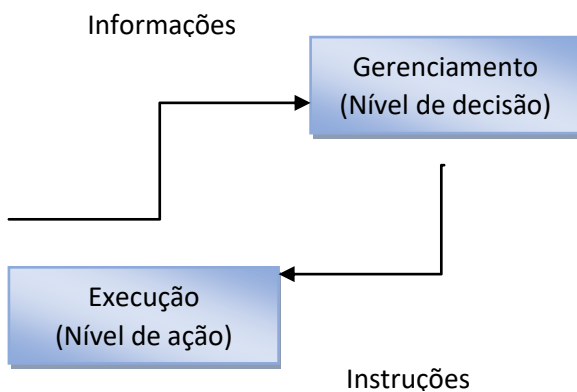 Informações
Gerenciamento
(Nível de decisão)
Execução
(Nível de ação)
Instruções